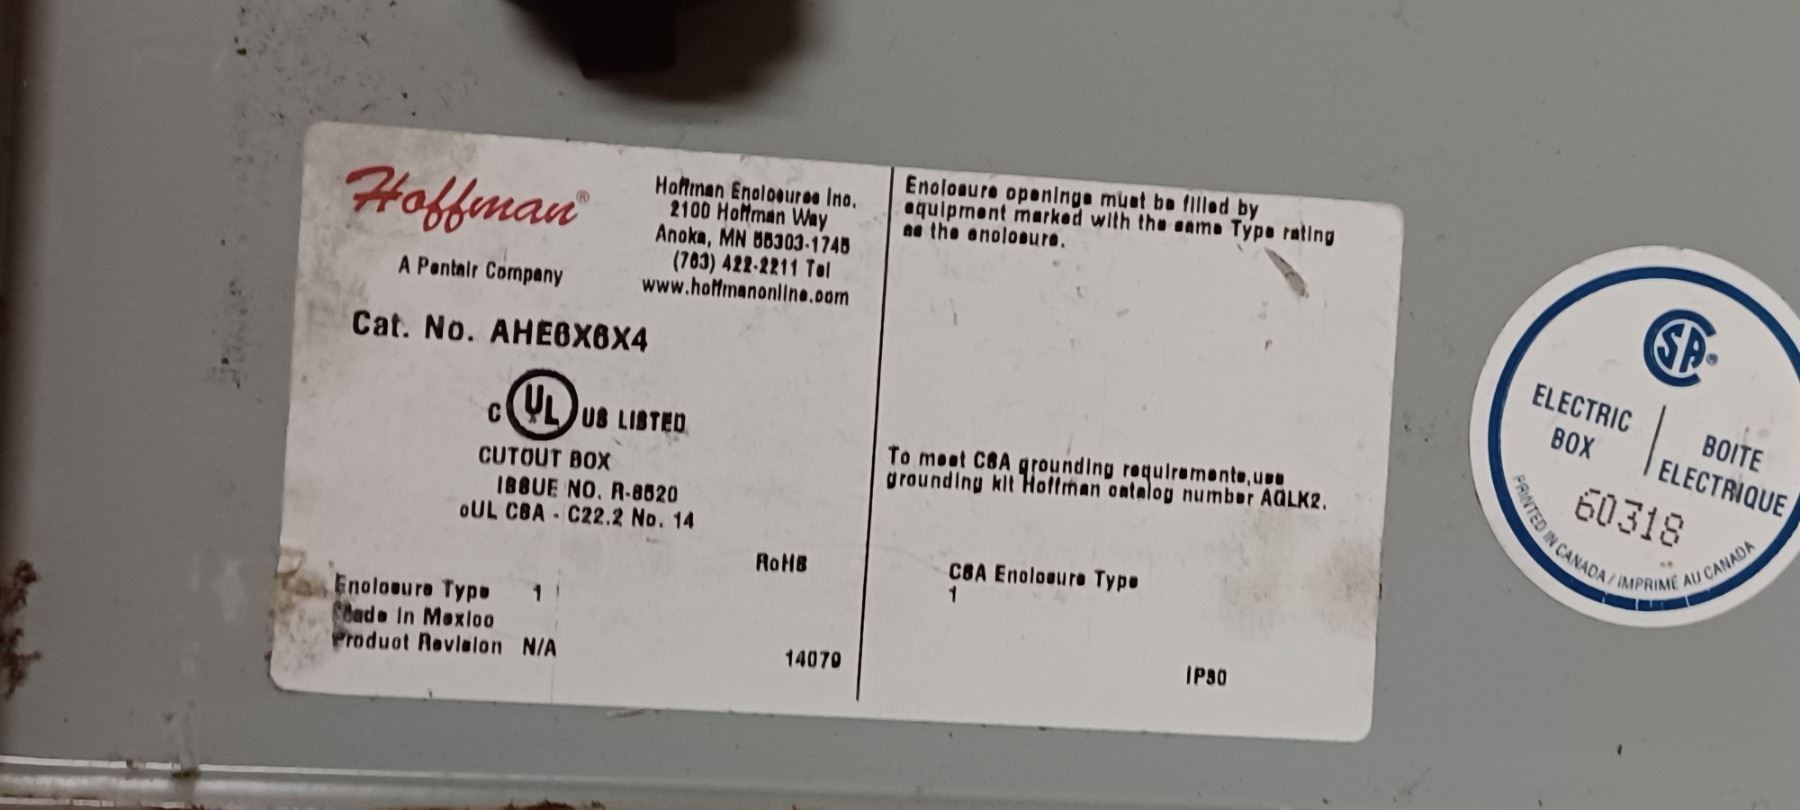 Hoffman®
A Pentair Company
Hoffman Enclosures Inc.
2100 Hoffman Way
Anoka, MN 55303-1745
(763) 422-2211 Tel
www.hoffmanonline.com
Cat. No. AHE6X6X4
C UL US LISTED
CUTOUT BOX
ISSUE NO. R-8520
cUL CSA - C22.2 No. 14
RoHS
Enclosure Type 1
Made in Mexico
Product Revision N/A
14079
Enclosure openings must be filled by
equipment marked with the same Type rating
as the enclosure.
To meet CSA grounding requirements,use
grounding kit Hoffman catalog number AQLK2.
CSA Enclosure Type
1
IP30
SA®
ELECTRIC
BOX
BOITE
ELECTRIQUE
60318
PRINTED IN CANADA / IMPRIMÉ AU CANADA